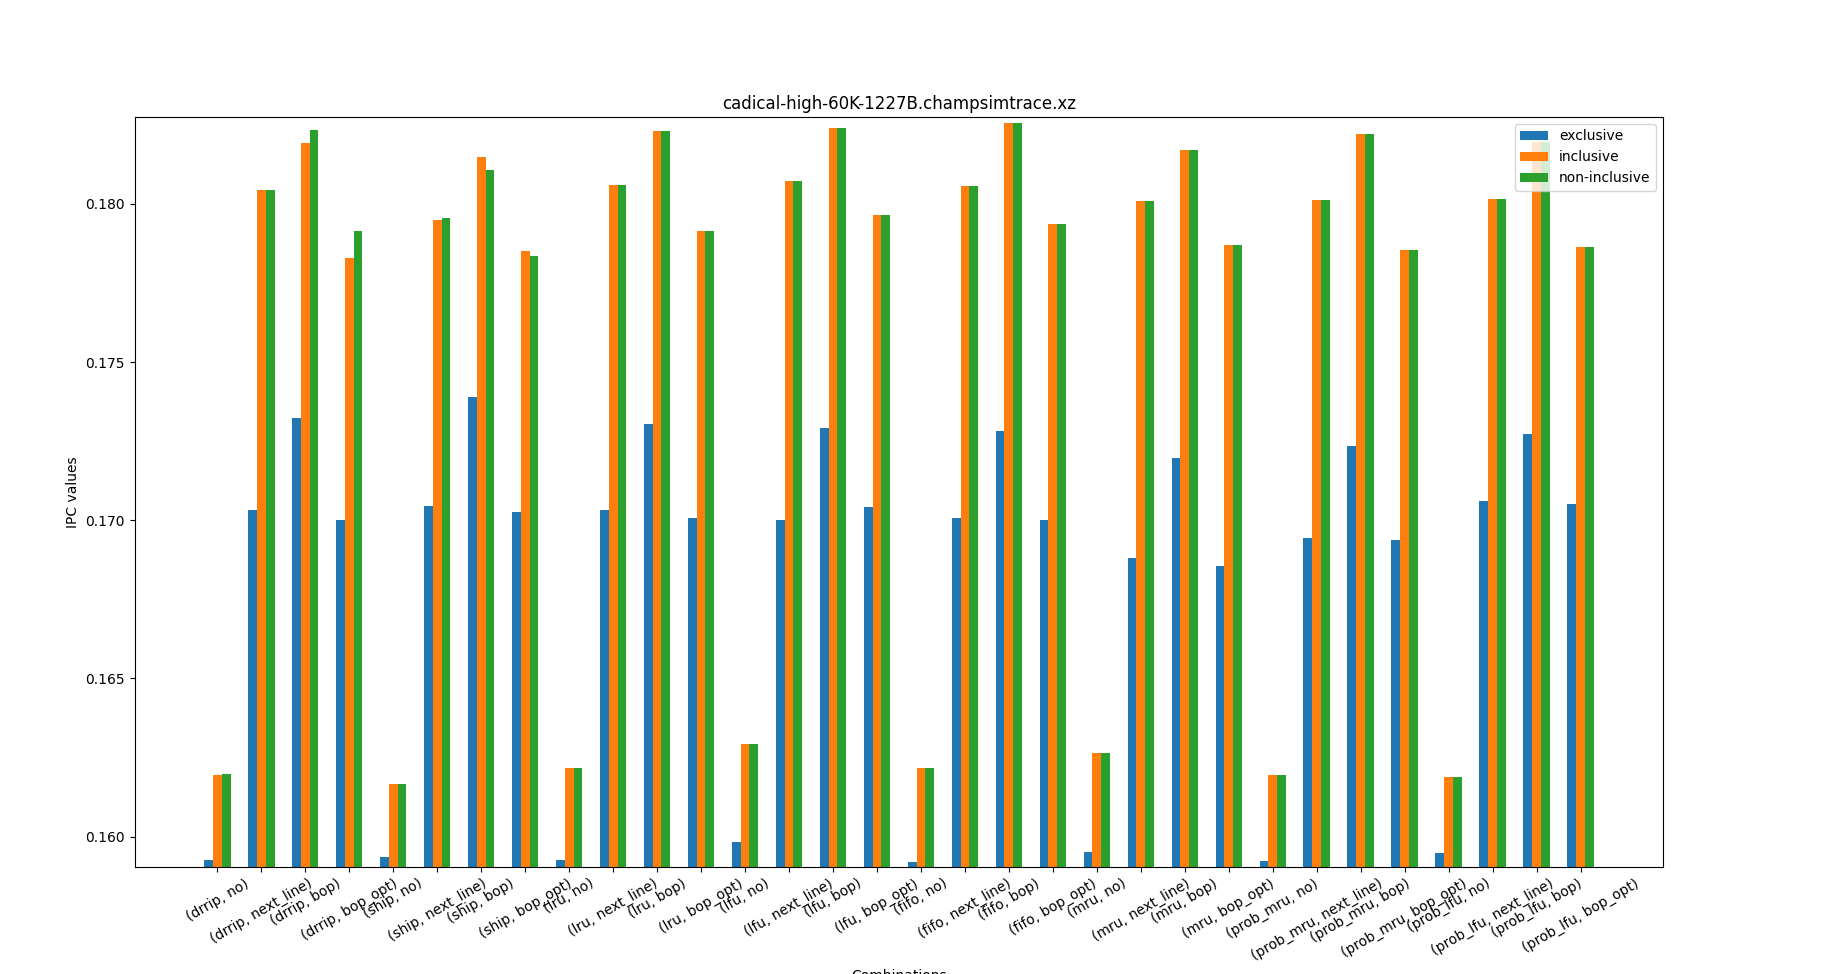 cadical-high-60K-1227B.champsimtrace.xz
exclusive
inclusive
non-inclusive
IPC values
0.180
0.175
0.170
0.165
0.160
(drrip, no)
(drrip, next_line)
(drrip, bop)
(drrip, bop_opt)
(ship, no)
(ship, next_line)
(ship, bop)
(ship, bop_opt)
(lru, no)
(lru, next_line)
(lru, bop)
(lru, bop_opt)
(lfu, no)
(lfu, next_line)
(lfu, bop)
(lfu, bop_opt)
(fifo, no)
(fifo, next_line)
(fifo, bop)
(fifo, bop_opt)
(mru, no)
(mru, next_line)
(mru, bop)
(mru, bop_opt)
(prob_mru, no)
(prob_mru, next_line)
(prob_mru, bop)
(prob_mru, bop_opt)
(prob_lfu, no)
(prob_lfu, next_line)
(prob_lfu, bop)
(prob_lfu, bop_opt)
Combinations